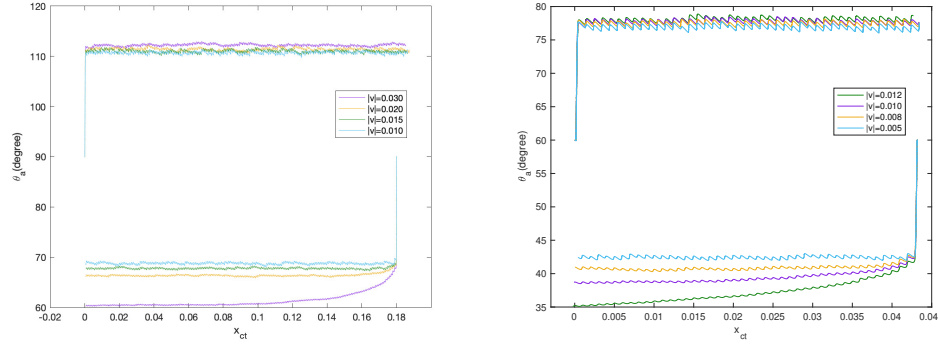 120
110
100
90
80
70
60
θa(degree)
|v|=0.030
|v|=0.020
|v|=0.015
|v|=0.010
-0.02 0 0.02 0.04 0.06 0.08 0.1 0.12 0.14 0.16 0.18 0.2
xct
80
75
70
65
60
55
50
45
40
35
θa(degree)
|v|=0.012
|v|=0.010
|v|=0.008
|v|=0.005
0 0.005 0.01 0.015 0.02 0.025 0.03 0.035 0.04 0.04
xct